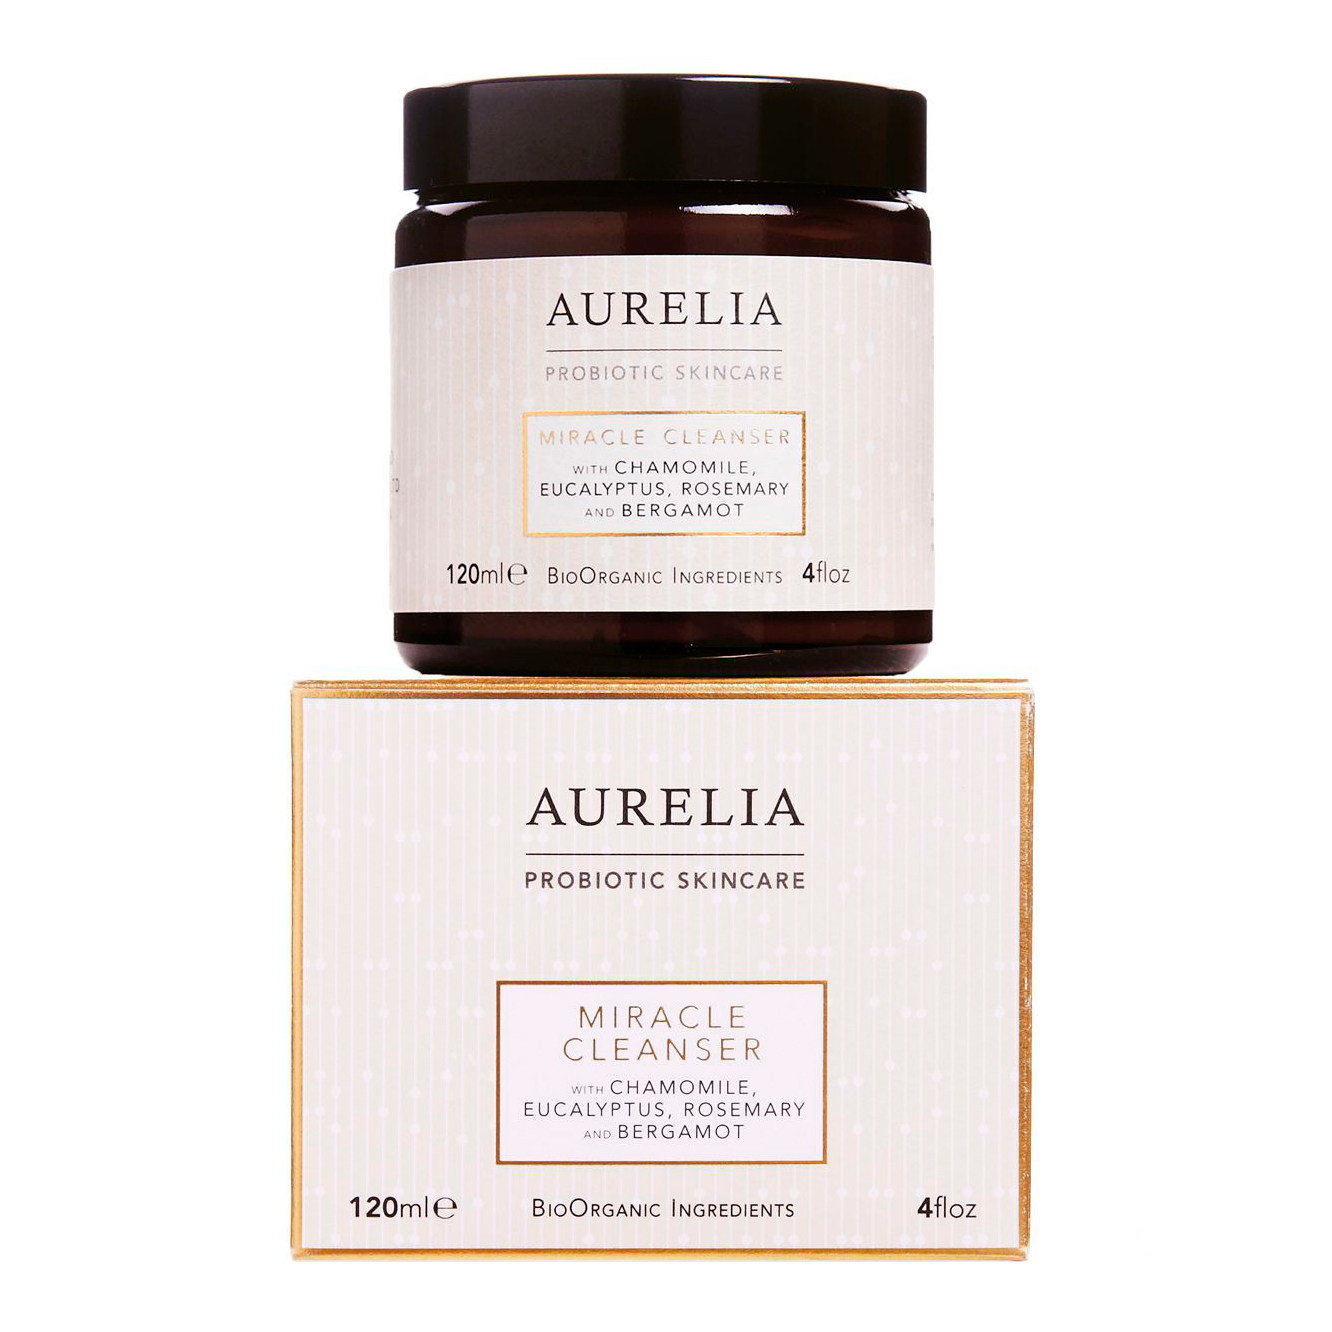 AURELIA
PROBIOTIC SKINCARE
MIRACLE CLEANSER
WITH CHAMOMILE,
EUCALYPTUS, ROSEMARY
AND BERGAMOT
120ml℮ BIOORGANIC INGREDIENTS 4floz
AURELIA
PROBIOTIC SKINCARE
MIRACLE
CLEANSER
WITH CHAMOMILE,
EUCALYPTUS, ROSEMARY
AND BERGAMOT
120ml℮ BIOORGANIC INGREDIENTS 4floz